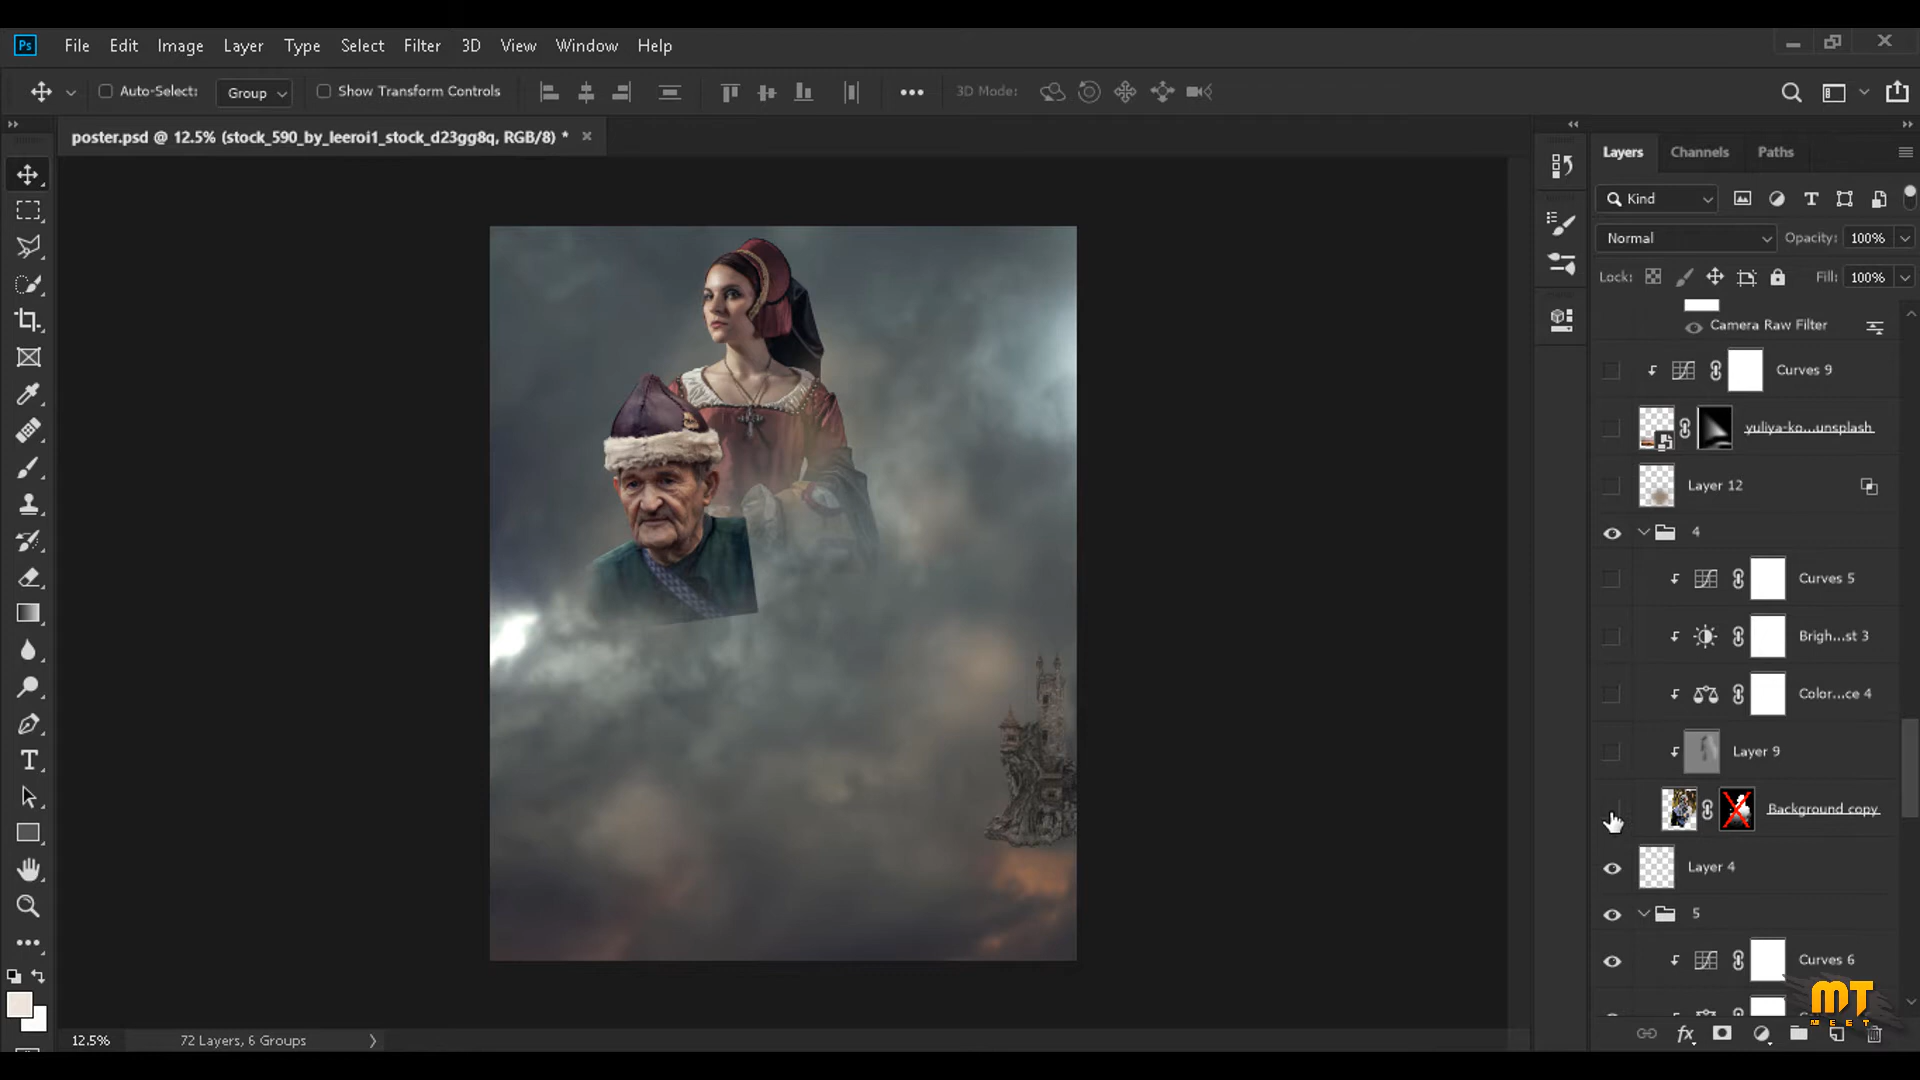 Ps File Edit Image Layer Type Select Filter 3D View Window Help
Auto-Select: Group Show Transform Controls 3D Mode:
poster.psd @ 12.5% (stock_590_by_leeroi1_stock_d23gg8q, RGB/8) *
Layers Channels Paths
Kind
Normal Opacity: 100%
Lock: Fill: 100%
Camera Raw Filter
Curves 9
yuliya-ko...unsplash
Layer 12
4
Curves 5
Brigh...st 3
Color...ce 4
Layer 9
Background copy
Layer 4
5
Curves 6
MT
MEET
12.5% 72 Layers, 6 Groups
fx